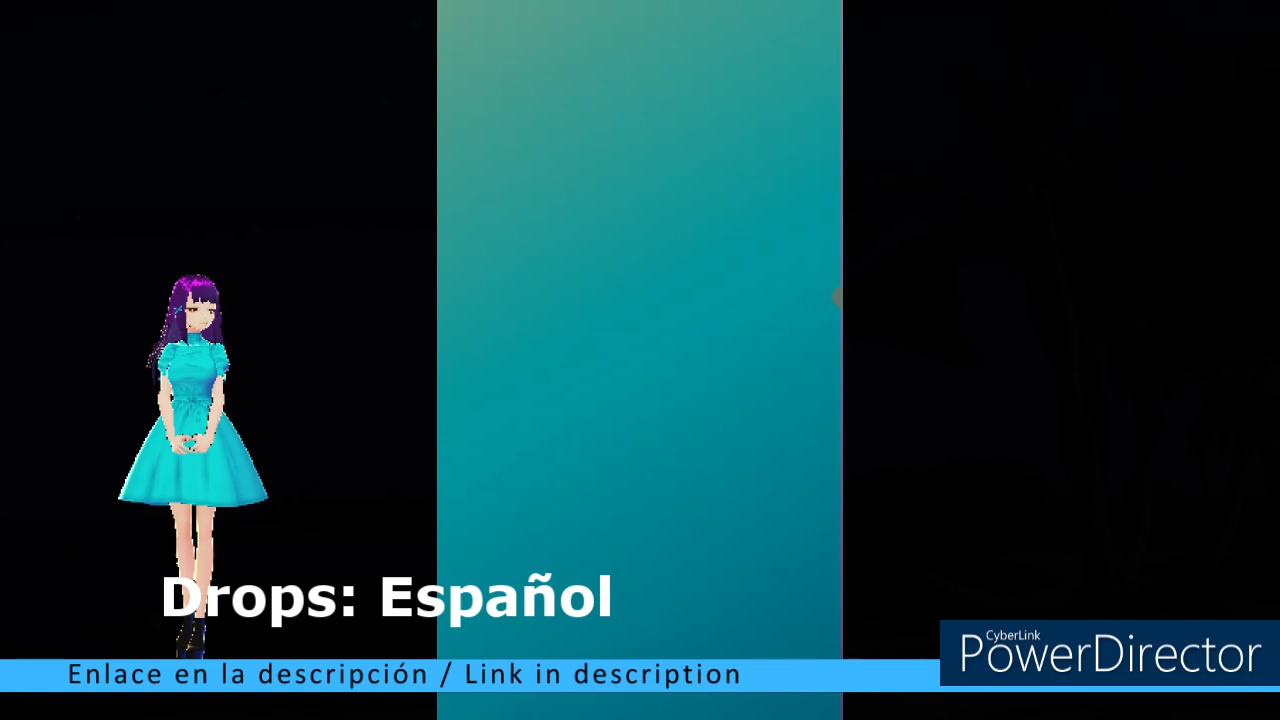 Drops: Español
CyberLink
PowerDirector
Enlace en la descripción / Link in description